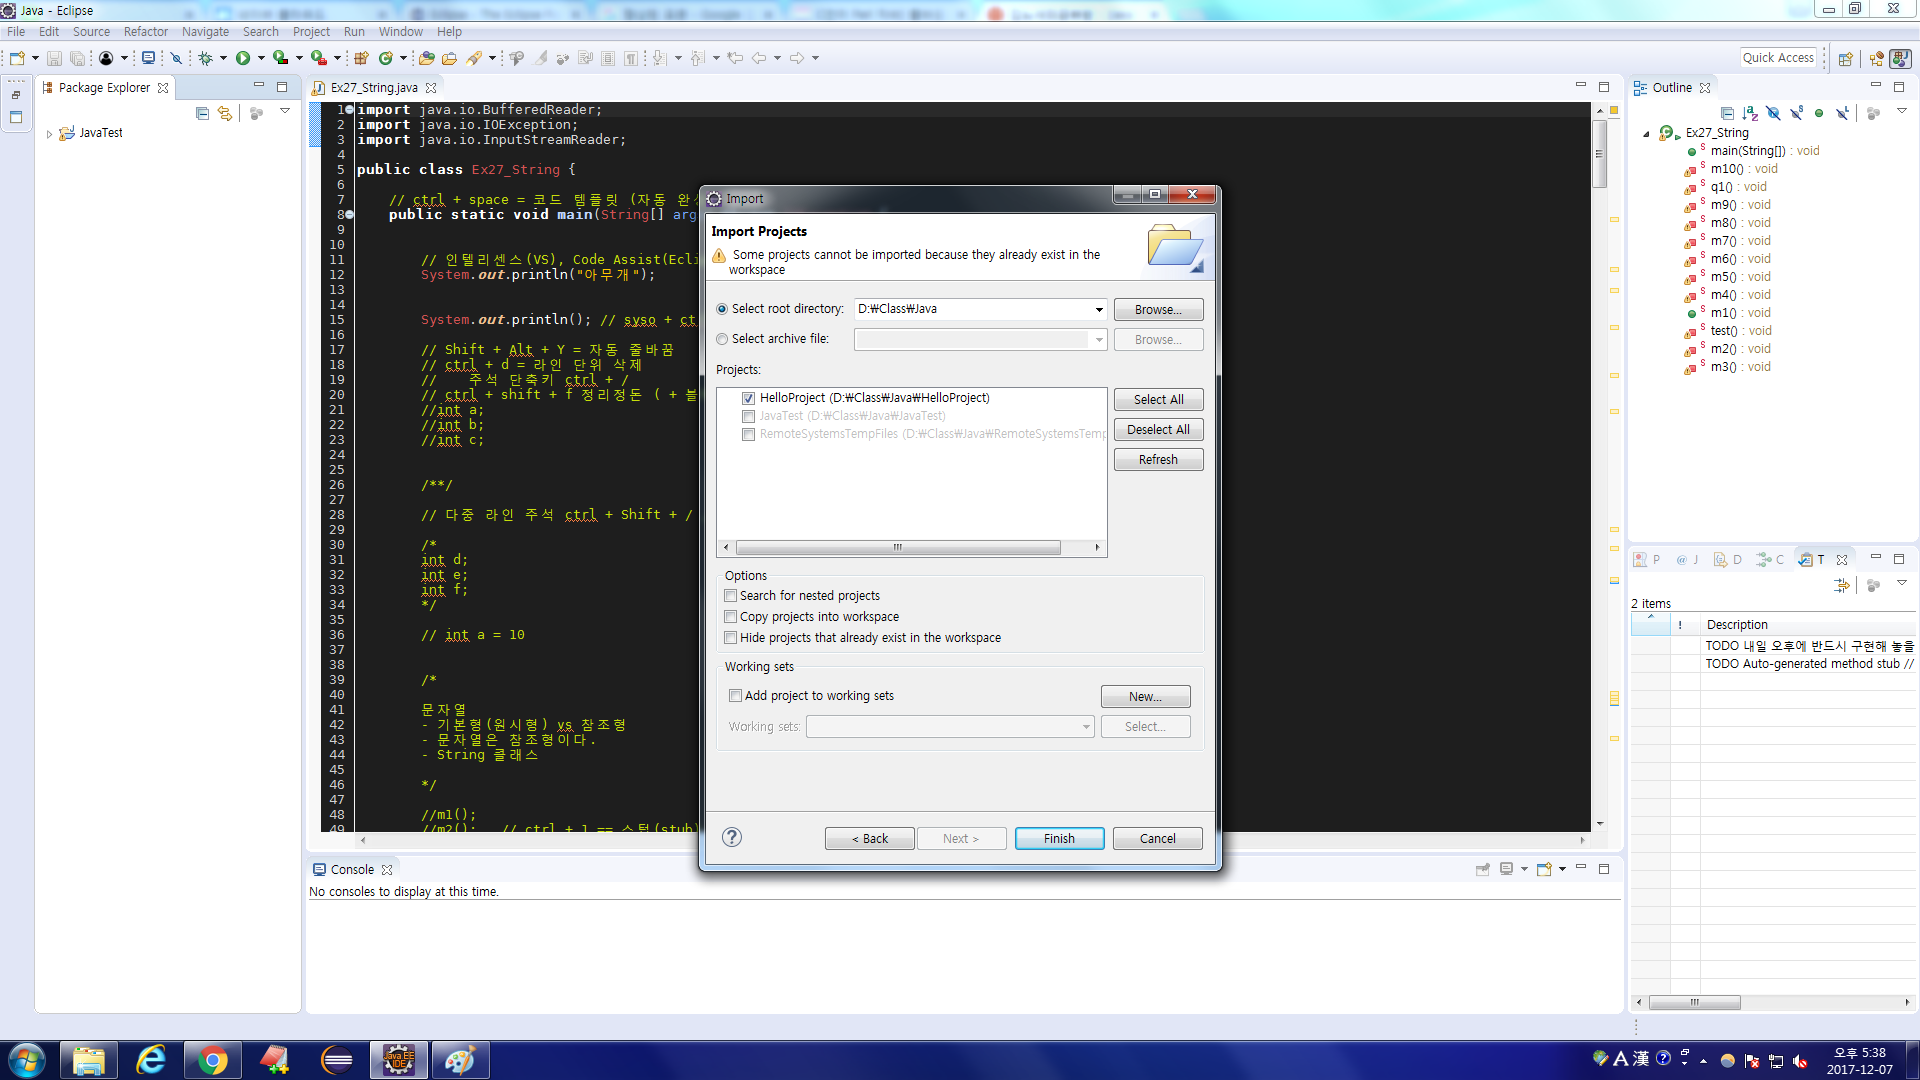 Java - Eclipse
File Edit Source Refactor Navigate Search Project Run Window Help
Quick Access
Package Explorer
JavaTest
Ex27_String.java
1 import java.io.BufferedReader;
2 import java.io.IOException;
3 import java.io.InputStreamReader;
4
5 public class Ex27_String {
6
7 // ctrl + space = 코드 템플릿 (자동 완성
8 public static void main(String[] arg
9
10
11 // 인텔리센스(VS), Code Assist(Ecli
12 System.out.println("아무개");
13
14
15 System.out.println(); // syso + ct
16
17 // Shift + Alt + Y = 자동 줄바꿈
18 // ctrl + d = 라인 단위 삭제
19 // 주석 단축키 ctrl + /
20 // ctrl + shift + f 정리정돈 ( + 블
21 //int a;
22 //int b;
23 //int c;
24
25
26 /**/
27
28 // 다중 라인 주석 ctrl + Shift + /
29
30 /*
31 int d;
32 int e;
33 int f;
34 */
35
36 // int a = 10
37
38
39 /*
40
41 문자열
42 - 기본형(원시형) vs 참조형
43 - 문자열은 참조형이다.
44 - String 클래스
45
46 */
47
48 //m1();
49 //m2(); // ctrl + 1 == 스텁(stub)
Import
Import Projects
Some projects cannot be imported because they already exist in the
workspace
Select root directory: D:₩Class₩Java Browse...
Select archive file: Browse...
Projects:
HelloProject (D:₩Class₩Java₩HelloProject)
JavaTest (D:₩Class₩Java₩JavaTest)
RemoteSystemsTempFiles (D:₩Class₩Java₩RemoteSystemsTemp
Select All
Deselect All
Refresh
Options
Search for nested projects
Copy projects into workspace
Hide projects that already exist in the workspace
Working sets
Add project to working sets New...
Working sets: Select...
< Back Next > Finish Cancel
Console
No consoles to display at this time.
Outline
Ex27_String
main(String[]) : void
m10() : void
q1() : void
m9() : void
m8() : void
m7() : void
m6() : void
m5() : void
m4() : void
m1() : void
test() : void
m2() : void
m3() : void
P @ J D C T
2 items
! Description
TODO 내일 오후에 반드시 구현해 놓을
TODO Auto-generated method stub //
Java EE
IDE
A 漢
오후 5:38
2017-12-07